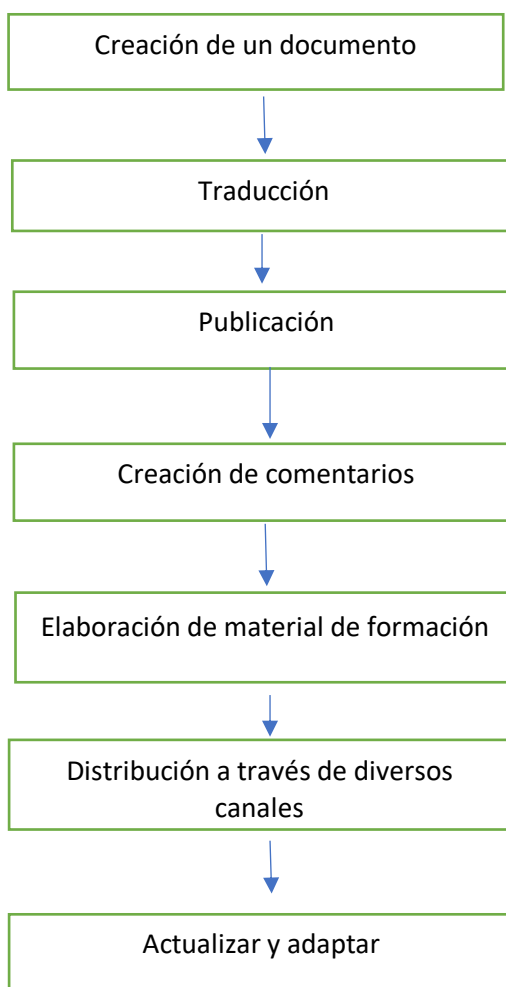 Creación de un documento
Traducción
Publicación
Creación de comentarios
Elaboración de material de formación
Distribución a través de diversos
canales
Actualizar y adaptar